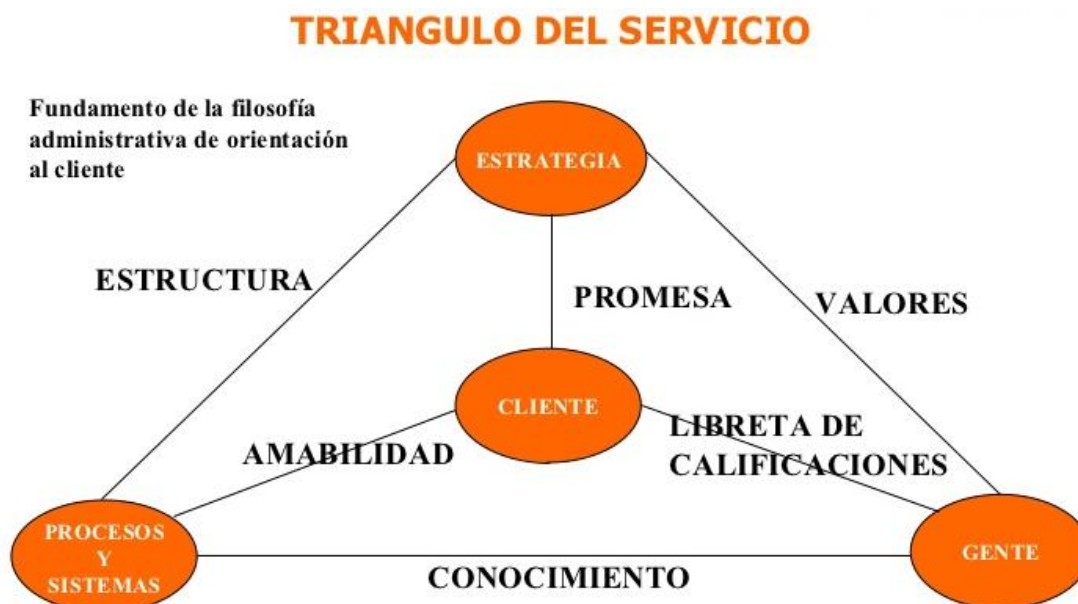 TRIANGULO DEL SERVICIO
Fundamento de la filosofía
administrativa de orientación
al cliente
ESTRATEGIA
ESTRUCTURA
PROMESA
VALORES
CLIENTE
AMABILIDAD
LIBRETA DE
CALIFICACIONES
PROCESOS
Y
SISTEMAS
GENTE
CONOCIMIENTO